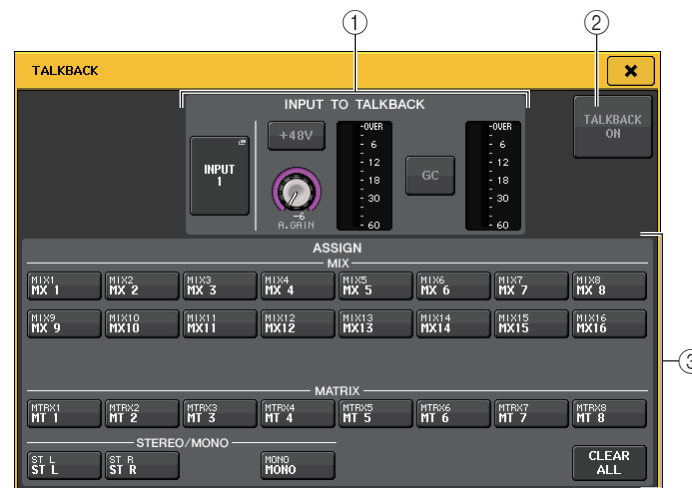 ① ②
TALKBACK ×
INPUT TO TALKBACK
TALKBACK
ON
INPUT
1
+48V
-6
A.GAIN
-OVER
- 6
- 12
- 18
- 30
- 60
GC
-OVER
- 6
- 12
- 18
- 30
- 60
ASSIGN
MIX
MIX1 MIX2 MIX3 MIX4 MIX5 MIX6 MIX7 MIX8
MX 1 MX 2 MX 3 MX 4 MX 5 MX 6 MX 7 MX 8
MIX9 MIX10 MIX11 MIX12 MIX13 MIX14 MIX15 MIX16
MX 9 MX10 MX11 MX12 MX13 MX14 MX15 MX16
③
MATRIX
MTRX1 MTRX2 MTRX3 MTRX4 MTRX5 MTRX6 MTRX7 MTRX8
MT 1 MT 2 MT 3 MT 4 MT 5 MT 6 MT 7 MT 8
STEREO/MONO
ST L ST R MONO
ST L ST R MONO
CLEAR
ALL